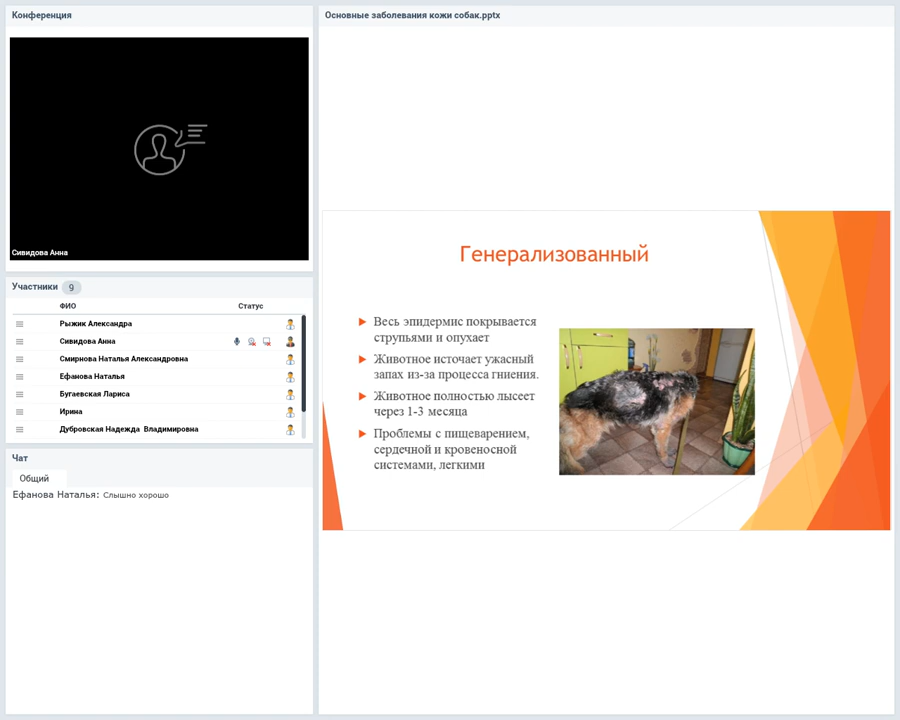 Конференция
Сивидова Анна
Участники 9
ФИО Статус
Рыжик Александра
Сивидова Анна
Смирнова Наталья Александровна
Ефанова Наталья
Бугаевская Лариса
Ирина
Дубровская Надежда Владимировна
Чат
Общий
Ефанова Наталья: Слышно хорошо
Основные заболевания кожи собак.pptx
Генерализованный
Весь эпидермис покрывается
струпьями и опухает
Животное источает ужасный
запах из-за процесса гниения.
Животное полностью лысеет
через 1-3 месяца
Проблемы с пищеварением,
сердечной и кровеносной
системами, легкими